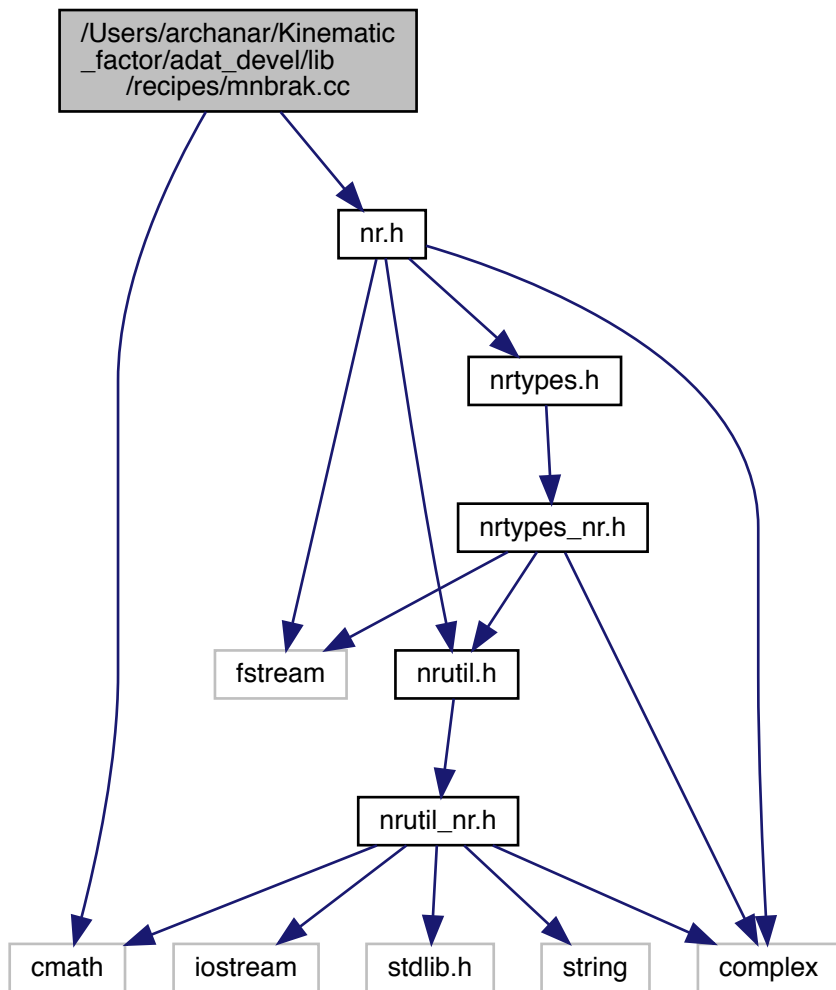 /Users/archanar/Kinematic
_factor/adat_devel/lib
/recipes/mnbrak.cc
nr.h
nrtypes.h
nrtypes_nr.h
fstream
nrutil.h
nrutil_nr.h
cmath
iostream
stdlib.h
string
complex